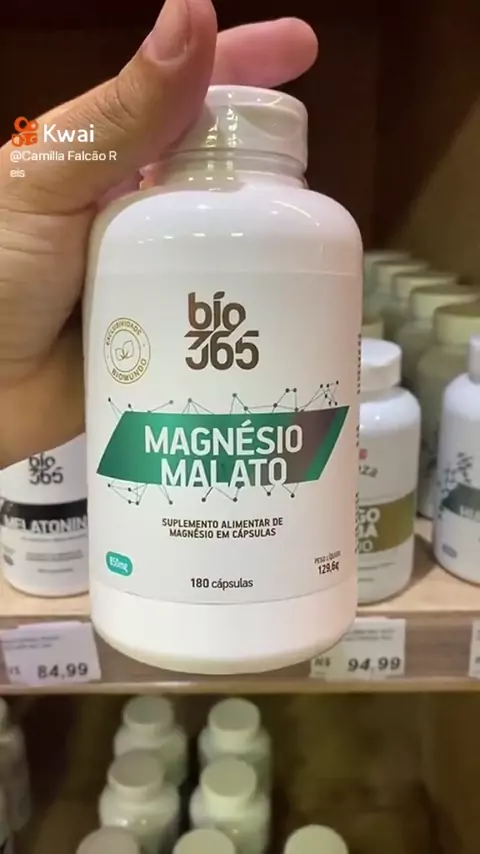 Kwai
@Camilla Falcão R
eis
bio
365
EXCLUSIVIDADE
BIOMUNDO
MAGNÉSIO
MALATO
SUPLEMENTO ALIMENTAR DE
MAGNÉSIO EM CÁPSULAS
850mg
180 cápsulas
PESO LÍQUIDO
129,6g
bio
365
MELATONIN
84,99
R$ 94,99